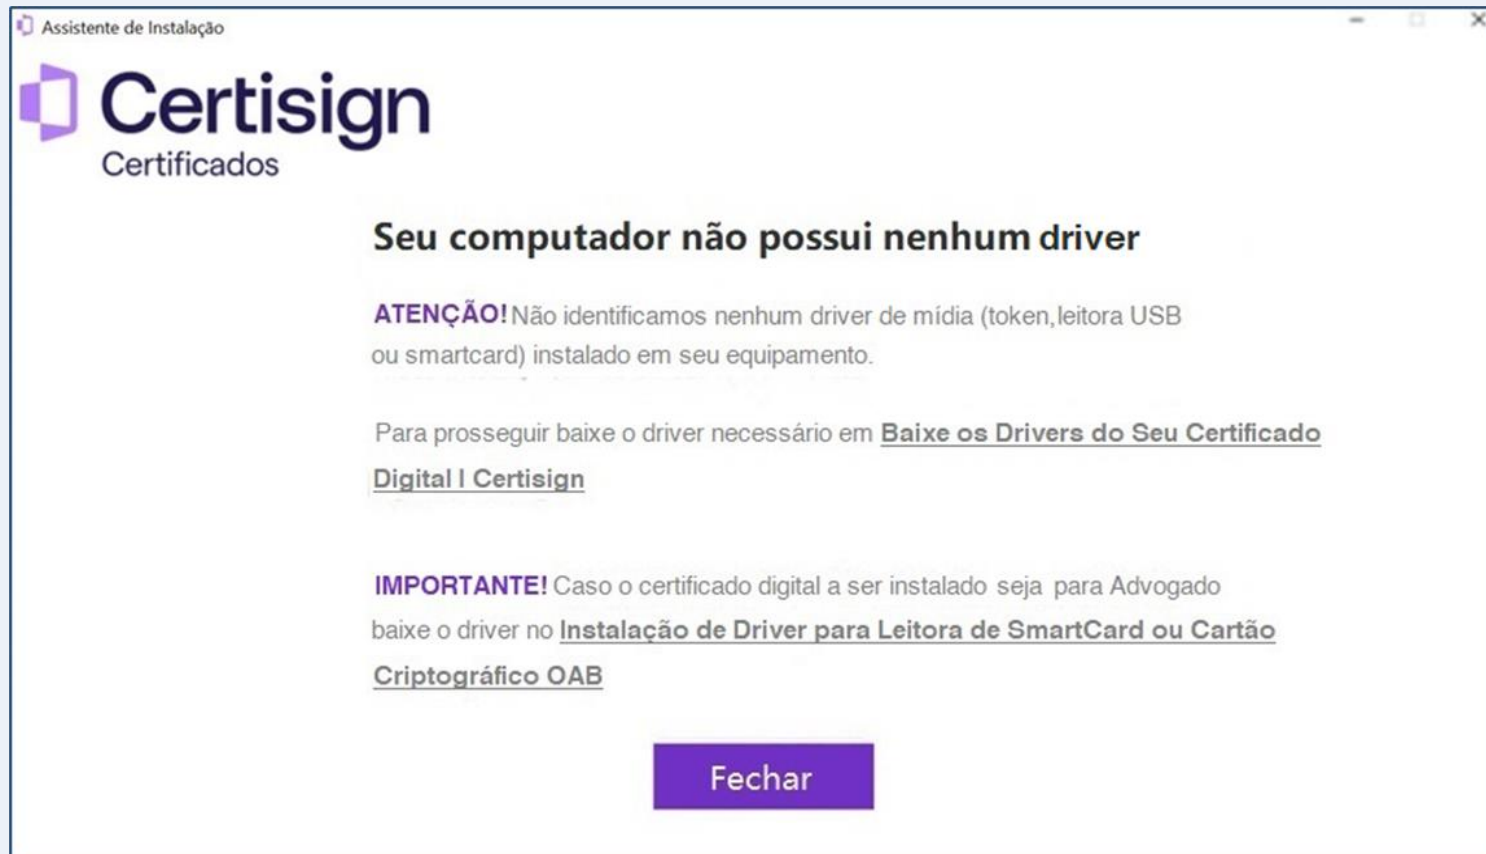 Assistente de Instalação
Certisign
Certificados
Seu computador não possui nenhum driver
ATENÇÃO! Não identificamos nenhum driver de mídia (token,leitora USB
ou smartcard) instalado em seu equipamento.
Para prosseguir baixe o driver necessário em Baixe os Drivers do Seu Certificado
Digital | Certisign
IMPORTANTE! Caso o certificado digital a ser instalado seja para Advogado
baixe o driver no Instalação de Driver para Leitora de SmartCard ou Cartão
Criptográfico OAB
Fechar